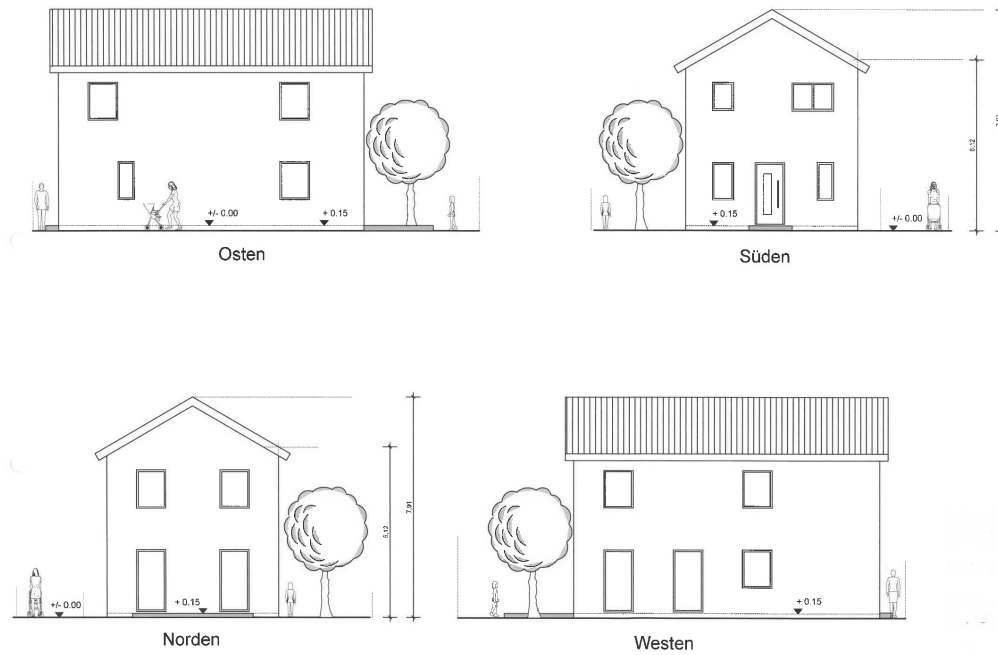 +/- 0.00
+ 0.15
Osten
+ 0.15
+/- 0.00
6,12
Süden
+/- 0.00
+ 0.15
6,12
7,91
Norden
+ 0.15
Westen